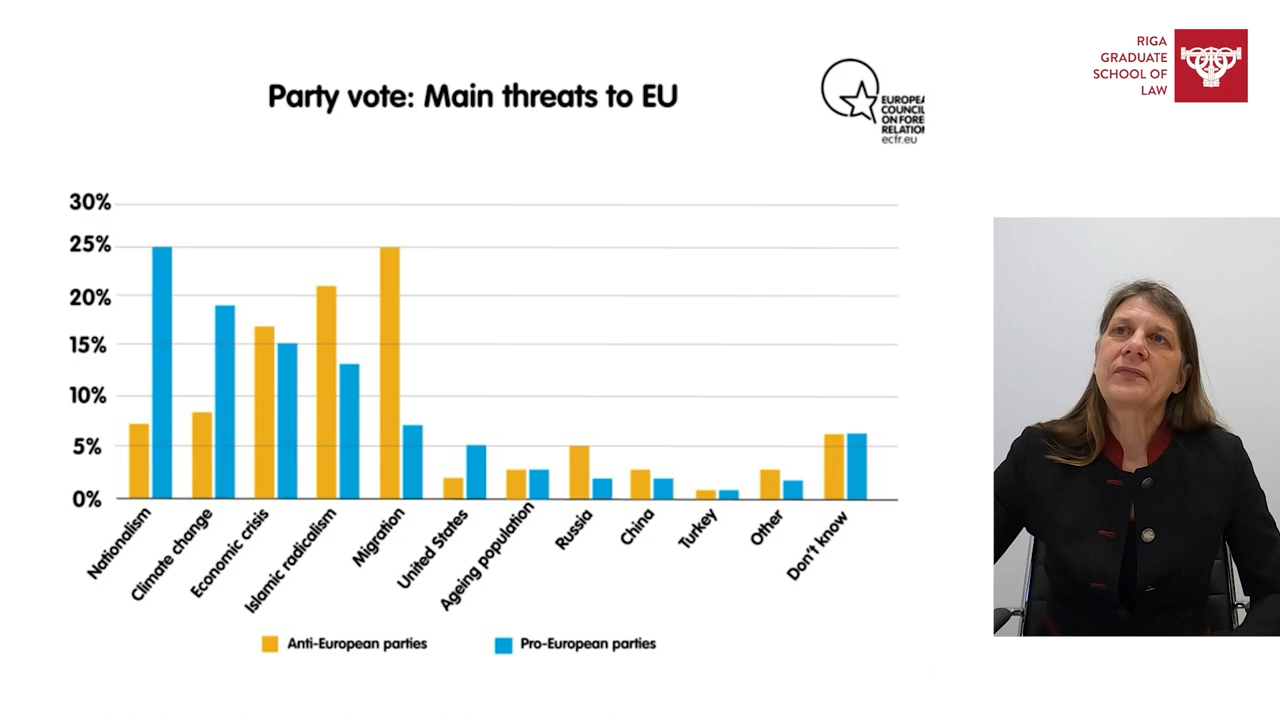 RIGA
GRADUATE
SCHOOL OF
LAW
Party vote: Main threats to EU
COUNCIL
ecfr.eu
30%
25%
20%
15%
10%
5%
0%
Nationalism
Climate change
Economic crisis
Islamic radicalism
Migration
United States
Ageing population
Russia
China
Turkey
Other
Don't know
Anti-European parties
Pro-European parties